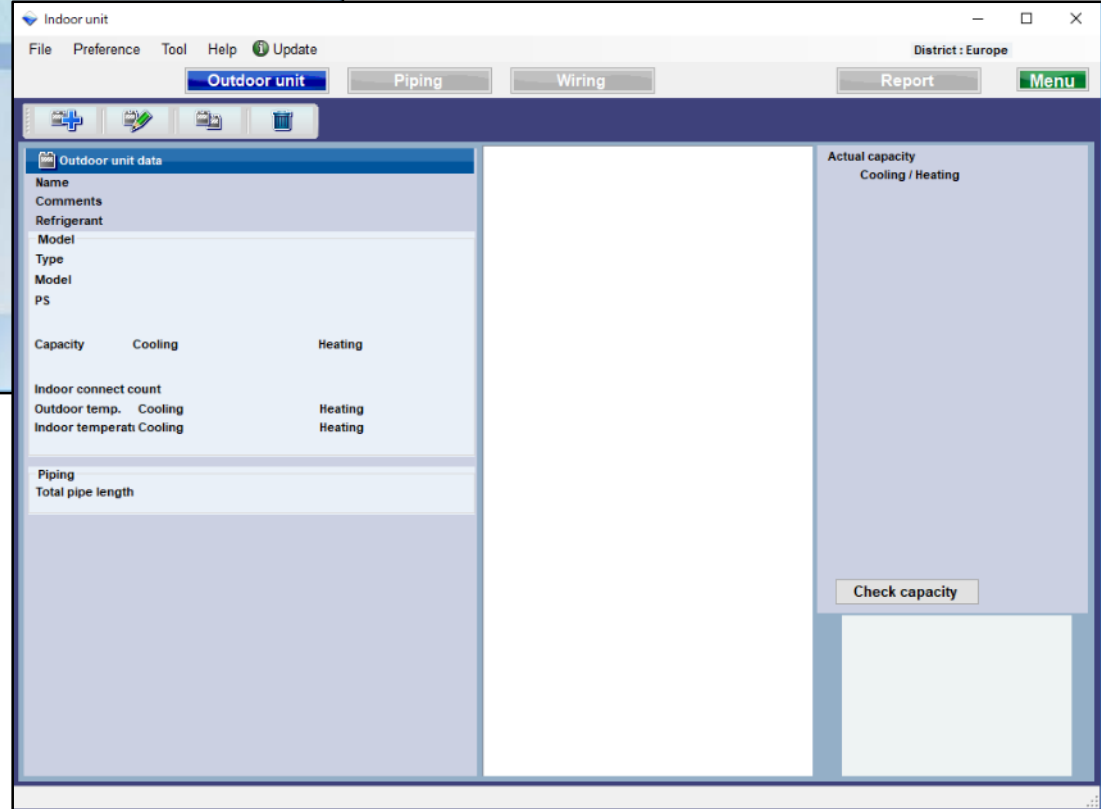 Indoor unit
File Preference Tool Help Update District : Europe
Outdoor unit Piping Wiring Report Menu
Outdoor unit data
Name
Comments
Refrigerant
Model
Type
Model
PS
Capacity Cooling Heating
Indoor connect count
Outdoor temp. Cooling Heating
Indoor temperati Cooling Heating
Piping
Total pipe length
Actual capacity
Cooling / Heating
Check capacity